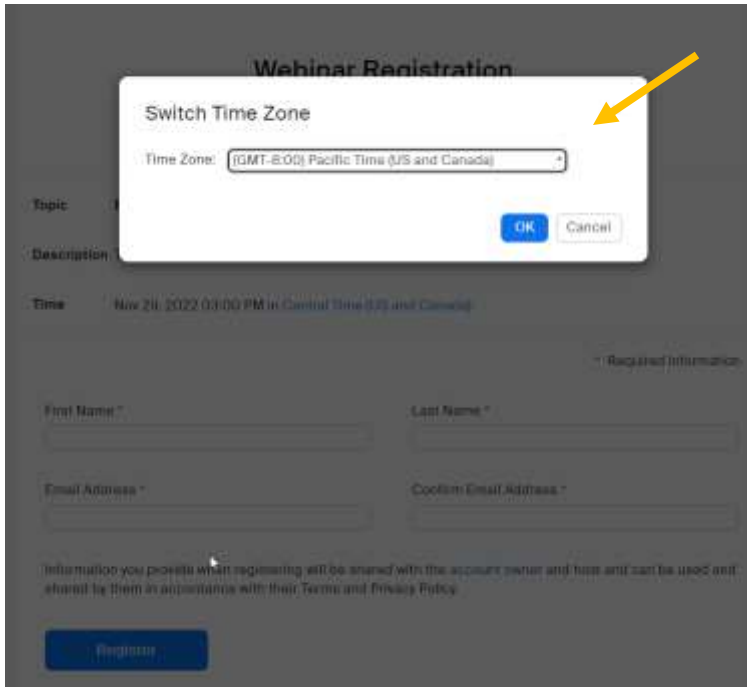 Webinar Registration
Switch Time Zone
Time Zone: (GMT-8:00) Pacific Time (US and Canada)
OK Cancel
Topic
Description
Time Nov 2022 03:00 PM in Central Time (US and Canada)
* Required information
First Name * Last Name *
Email Address * Confirm Email Address *
Information you provide when registering will be shared with the account owner and host and can be used and
shared by them in accordance with their Terms and Privacy Policy.
Register